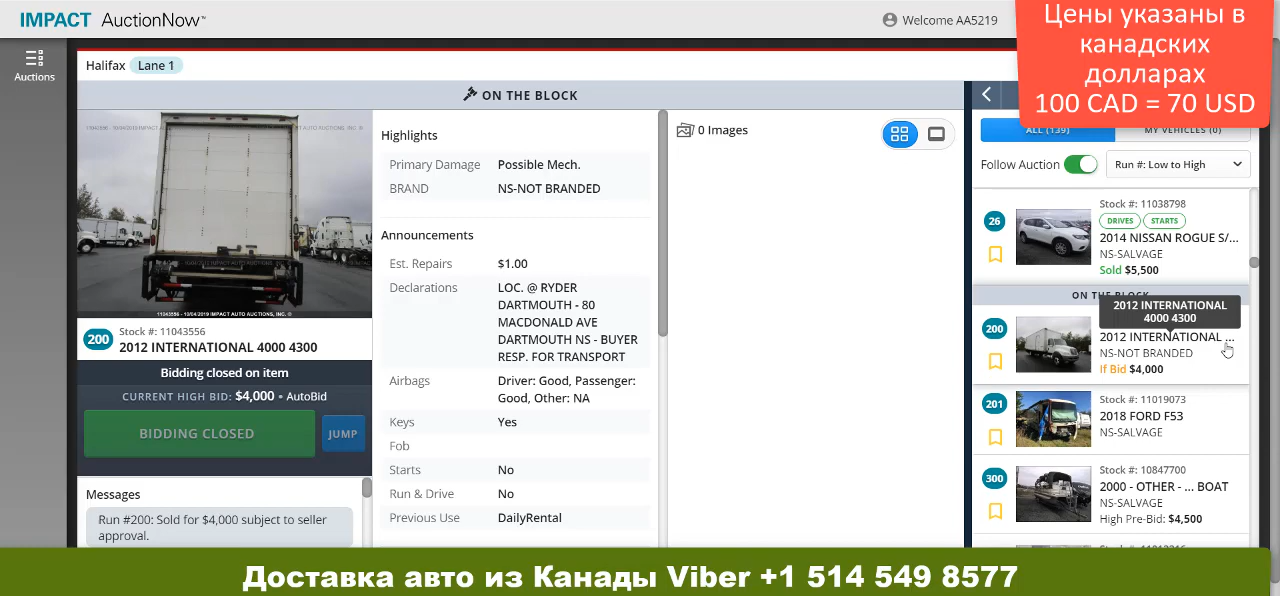 IMPACT AuctionNow™
Welcome AA5219
Цены указаны в
канадских
долларах
100 CAD = 70 USD
Auctions
Halifax Lane 1
ON THE BLOCK
200
Stock #: 11043556
2012 INTERNATIONAL 4000 4300
Bidding closed on item
CURRENT HIGH BID: $4,000 • AutoBid
BIDDING CLOSED
JUMP
Messages
Run #200: Sold for $4,000 subject to seller
approval.
Highlights
Primary Damage Possible Mech.
BRAND NS-NOT BRANDED
Announcements
Est. Repairs $1.00
Declarations LOC. @ RYDER
DARTMOUTH - 80
MACDONALD AVE
DARTMOUTH NS - BUYER
RESP. FOR TRANSPORT
Airbags Driver: Good, Passenger:
Good, Other: NA
Keys Yes
Fob
Starts No
Run & Drive No
Previous Use DailyRental
0 Images
ALL (139)
MY VEHICLES (0)
Follow Auction
Run #: Low to High
26
Stock #: 11038798
DRIVES STARTS
2014 NISSAN ROGUE S/...
NS-SALVAGE
Sold $5,500
ON THE BLOCK
2012 INTERNATIONAL
4000 4300
200
2012 INTERNATIONAL ...
NS-NOT BRANDED
If Bid $4,000
201
Stock #: 11019073
2018 FORD F53
NS-SALVAGE
300
Stock #: 10847700
2000 - OTHER - ... BOAT
NS-SALVAGE
High Pre-Bid: $4,500
Доставка авто из Канады Viber +1 514 549 8577